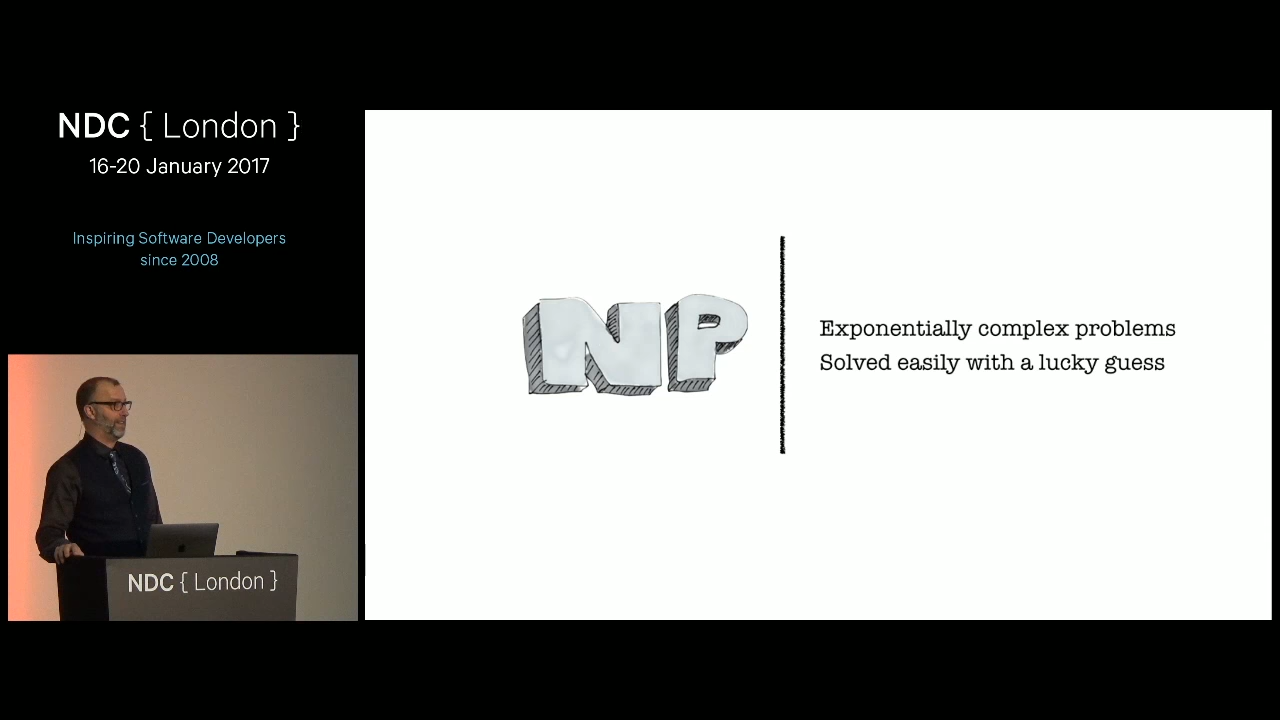 NDC { London }
16-20 January 2017
Inspiring Software Developers
since 2008
NP
Exponentially complex problems
Solved easily with a lucky guess
NDC { London }